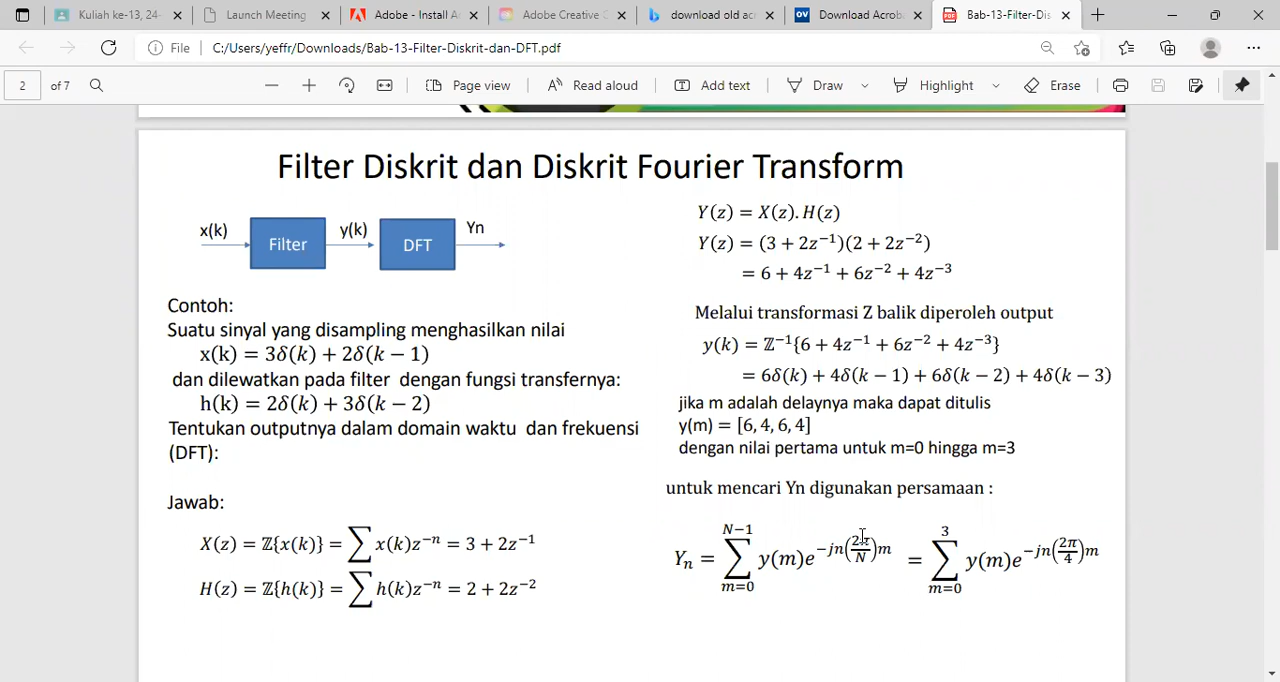 Kuliah ke-13, 24-
Launch Meeting
Adobe - Install A
Adobe Creative C
download old ac
Download Acrob
Bab-13-Filter-Dis
File
C:/Users/yeffr/Downloads/Bab-13-Filter-Diskrit-dan-DFT.pdf
2 of 7
Page view
Read aloud
Add text
Draw
Highlight
Erase
Filter Diskrit dan Diskrit Fourier Transform
x(k) Filter y(k) DFT Yn
Contoh:
Suatu sinyal yang disampling menghasilkan nilai
x(k) = 3δ(k) + 2δ(k − 1)
dan dilewatkan pada filter dengan fungsi transfernya:
h(k) = 2δ(k) + 3δ(k − 2)
Tentukan outputnya dalam domain waktu dan frekuensi
(DFT):
Jawab:
X(z) = ℤ{x(k)} = ∑ x(k)z⁻ⁿ = 3 + 2z⁻¹
H(z) = ℤ{h(k)} = ∑ h(k)z⁻ⁿ = 2 + 2z⁻²
Y(z) = X(z). H(z)
Y(z) = (3 + 2z⁻¹)(2 + 2z⁻²)
= 6 + 4z⁻¹ + 6z⁻² + 4z⁻³
Melalui transformasi Z balik diperoleh output
y(k) = ℤ⁻¹{6 + 4z⁻¹ + 6z⁻² + 4z⁻³}
= 6δ(k) + 4δ(k − 1) + 6δ(k − 2) + 4δ(k − 3)
jika m adalah delaynya maka dapat ditulis
y(m) = [6, 4, 6, 4]
dengan nilai pertama untuk m=0 hingga m=3
untuk mencari Yn digunakan persamaan :
Yₙ = ∑_{m=0}^{N−1} y(m)e^{−jn(2π/N)m} = ∑_{m=0}^{3} y(m)e^{−jn(2π/4)m}